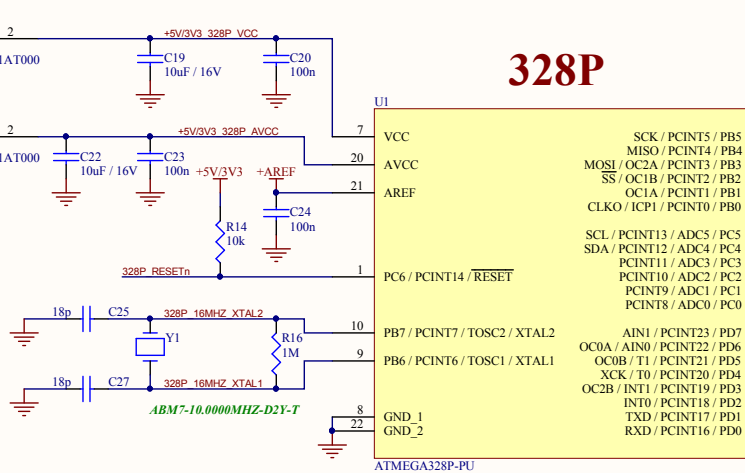 2
+5V/3V3_328P_VCC
1AT000
C19
10uF / 16V
C20
100n
328P
U1
2
+5V/3V3_328P_AVCC
1AT000
C22
10uF / 16V
C23
100n
+5V/3V3
+AREF
C24
100n
R14
10k
328P_RESETn
7
VCC
20
AVCC
21
AREF
1
PC6 / PCINT14 / RESET
18p
C25
328P_16MHZ_XTAL2
Y1
R16
1M
18p
C27
328P_16MHZ_XTAL1
ABM7-10.0000MHZ-D2Y-T
10
PB7 / PCINT7 / TOSC2 / XTAL2
9
PB6 / PCINT6 / TOSC1 / XTAL1
8
GND_1
22
GND_2
SCK / PCINT5 / PB5
MISO / PCINT4 / PB4
MOSI / OC2A / PCINT3 / PB3
SS / OC1B / PCINT2 / PB2
OC1A / PCINT1 / PB1
CLKO / ICP1 / PCINT0 / PB0
SCL / PCINT13 / ADC5 / PC5
SDA / PCINT12 / ADC4 / PC4
PCINT11 / ADC3 / PC3
PCINT10 / ADC2 / PC2
PCINT9 / ADC1 / PC1
PCINT8 / ADC0 / PC0
AIN1 / PCINT23 / PD7
OC0A / AIN0 / PCINT22 / PD6
OC0B / T1 / PCINT21 / PD5
XCK / T0 / PCINT20 / PD4
OC2B / INT1 / PCINT19 / PD3
INT0 / PCINT18 / PD2
TXD / PCINT17 / PD1
RXD / PCINT16 / PD0
ATMEGA328P-PU